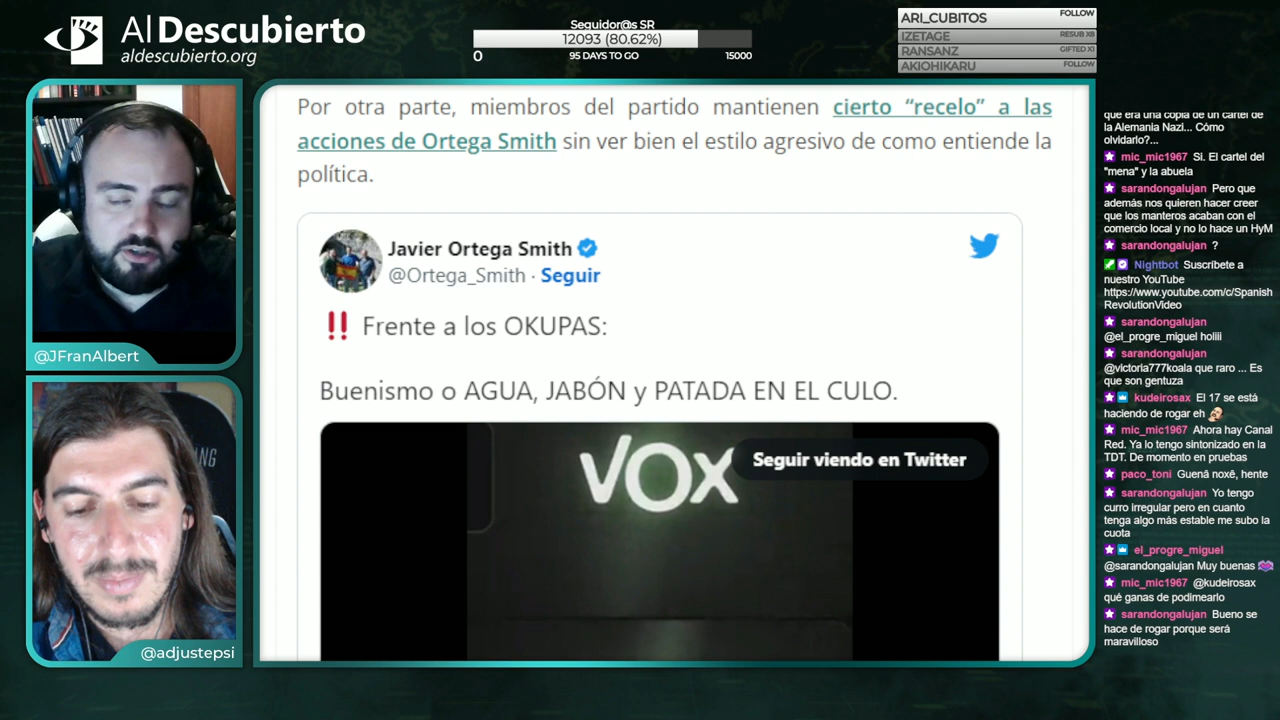 Al Descubierto
aldescubierto.org
Seguidor@s SR
12093 (80.62%)
0
95 DAYS TO GO
15000
ARI_CUBITOS FOLLOW
IZETAGE RESUB X8
RANSANZ GIFTED X1
AKIOHIKARU FOLLOW
@JFranAlbert
@adjustepsi
Por otra parte, miembros del partido mantienen cierto “recelo” a las
acciones de Ortega Smith sin ver bien el estilo agresivo de como entiende la
política.
Javier Ortega Smith
@Ortega_Smith · Seguir
‼ Frente a los OKUPAS:
Buenismo o AGUA, JABÓN y PATADA EN EL CULO.
VOX
Seguir viendo en Twitter
que era una copia de un cartel de
la Alemania Nazi... Cómo
olvidarlo?...
mic_mic1967 Si. El cartel del
"mena" y la abuela
sarandongalujan Pero que
además nos quieren hacer creer
que los manteros acaban con el
comercio local y no lo hace un HyM
sarandongalujan ?
Nightbot Suscríbete a
nuestro YouTube
https://www.youtube.com/c/Spanish
RevolutionVideo
sarandongalujan
@el_progre_miguel holiii
sarandongalujan
@victoria777koala que raro ... Es
que son gentuza
kudeirosax El 17 se está
haciendo de rogar eh
mic_mic1967 Ahora hay Canal
Red. Ya lo tengo sintonizado en la
TDT. De momento en pruebas
paco_toni Guenâ noxê, hente
sarandongalujan Yo tengo
curro irregular pero en cuanto
tenga algo más estable me subo la
cuota
el_progre_miguel
@sarandongalujan Muy buenas
mic_mic1967 @kudeirosax
qué ganas de podimearlo
sarandongalujan Bueno se
hace de rogar porque será
maravilloso